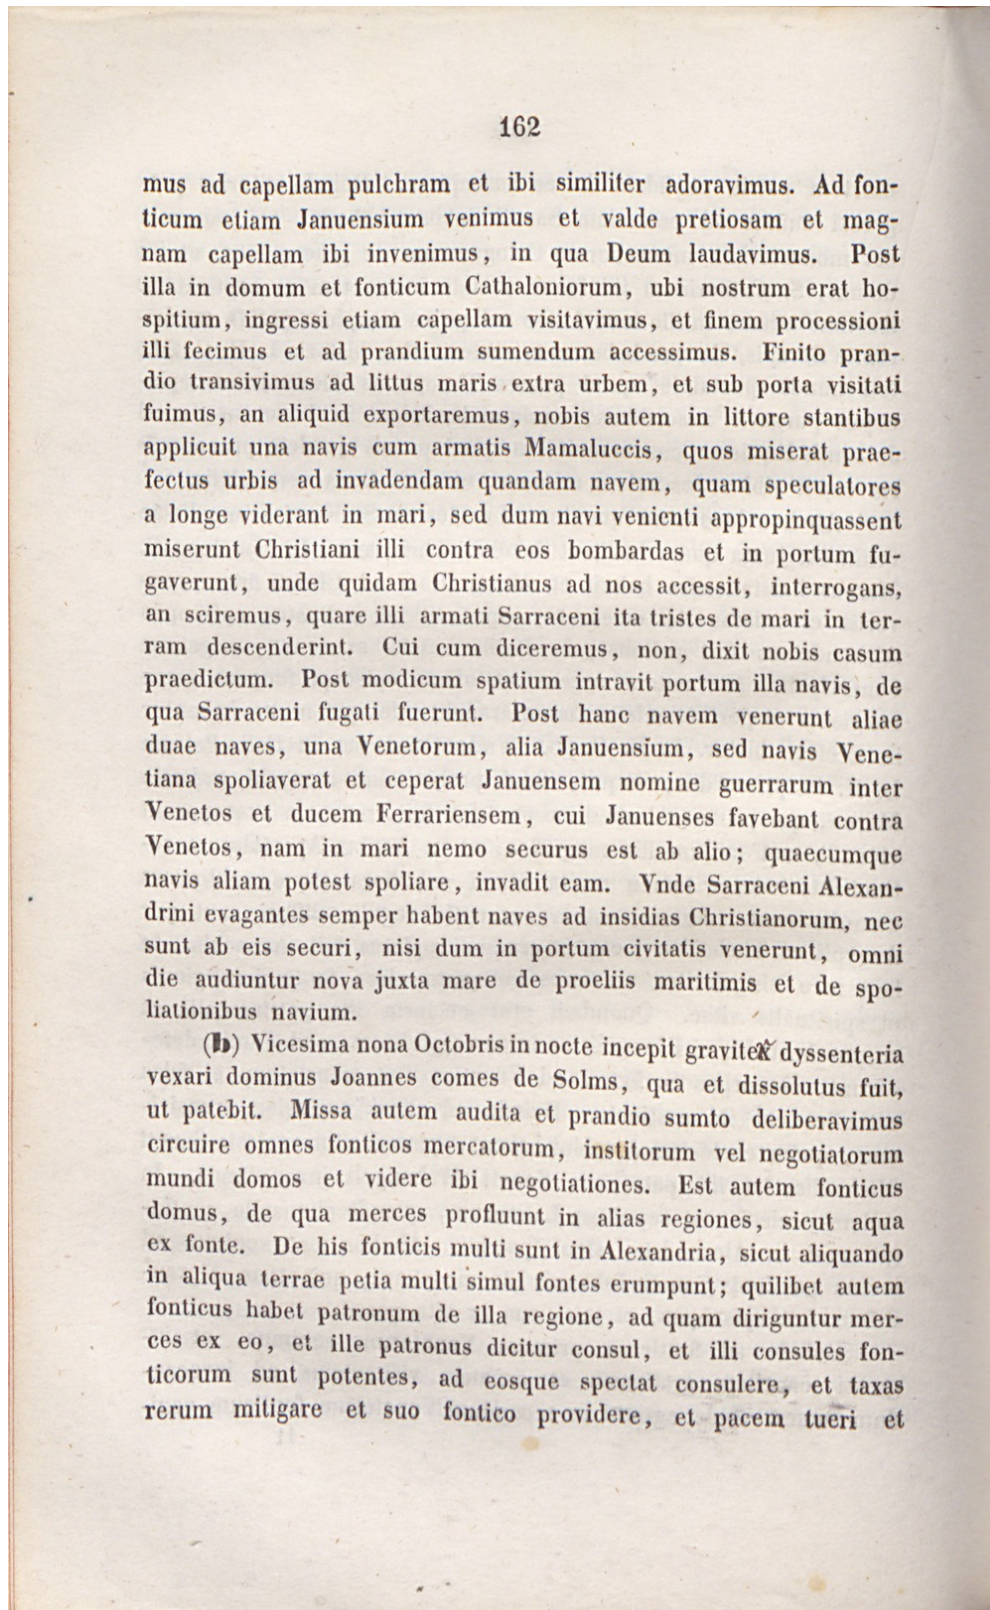 162
mus ad capellam pulchram et ibi similiter adoravimus. Ad fon-
ticum etiam Januensium venimus et valde pretiosam et mag-
nam capellam ibi invenimus, in qua Deum laudavimus. Post
illa in domum et fonticum Cathaloniorum, ubi nostrum erat ho-
spitium, ingressi etiam capellam visitavimus, et finem processioni
illi fecimus et ad prandium sumendum accessimus. Finito pran-
dio transivimus ad littus maris extra urbem, et sub porta visitati
fuimus, an aliquid exportaremus, nobis autem in littore stantibus
applicuit una navis cum armatis Mamaluccis, quos miserat prae-
fectus urbis ad invadendam quandam navem, quam speculatores
a longe viderant in mari, sed dum navi venienti appropinquassent
miserunt Christiani illi contra eos bombardas et in portum fu-
gaverunt, unde quidam Christianus ad nos accessit, interrogans,
an sciremus, quare illi armati Sarraceni ita tristes de mari in ter-
ram descenderint. Cui cum diceremus, non, dixit nobis casum
praedictum. Post modicum spatium intravit portum illa navis, de
qua Sarraceni fugati fuerunt. Post hanc navem venerunt aliae
duae naves, una Venetorum, alia Januensium, sed navis Vene-
tiana spoliaverat et ceperat Januensem nomine guerrarum inter
Venetos et ducem Ferrariensem, cui Januenses favebant contra
Venetos, nam in mari nemo securus est ab alio; quaecumque
navis aliam potest spoliare, invadit eam. Vnde Sarraceni Alexan-
drini evagantes semper habent naves ad insidias Christianorum, nec
sunt ab eis securi, nisi dum in portum civitatis venerunt, omni
die audiuntur nova juxta mare de proeliis maritimis et de spo-
liationibus navium.
(b) Vicesima nona Octobris in nocte incepit graviter dyssenteria
vexari dominus Joannes comes de Solms, qua et dissolutus fuit,
ut patebit. Missa autem audita et prandio sumto deliberavimus
circuire omnes fonticos mercatorum, institorum vel negotiatorum
mundi domos et videre ibi negotiationes. Est autem fonticus
domus, de qua merces profluunt in alias regiones, sicut aqua
ex fonte. De his fonticis multi sunt in Alexandria, sicut aliquando
in aliqua terrae petia multi simul fontes erumpunt; quilibet autem
fonticus habet patronum de illa regione, ad quam diriguntur mer-
ces ex eo, et ille patronus dicitur consul, et illi consules fon-
ticorum sunt potentes, ad eosque spectat consulere, et taxas
rerum mitigare et suo fontico providere, et pacem tueri et